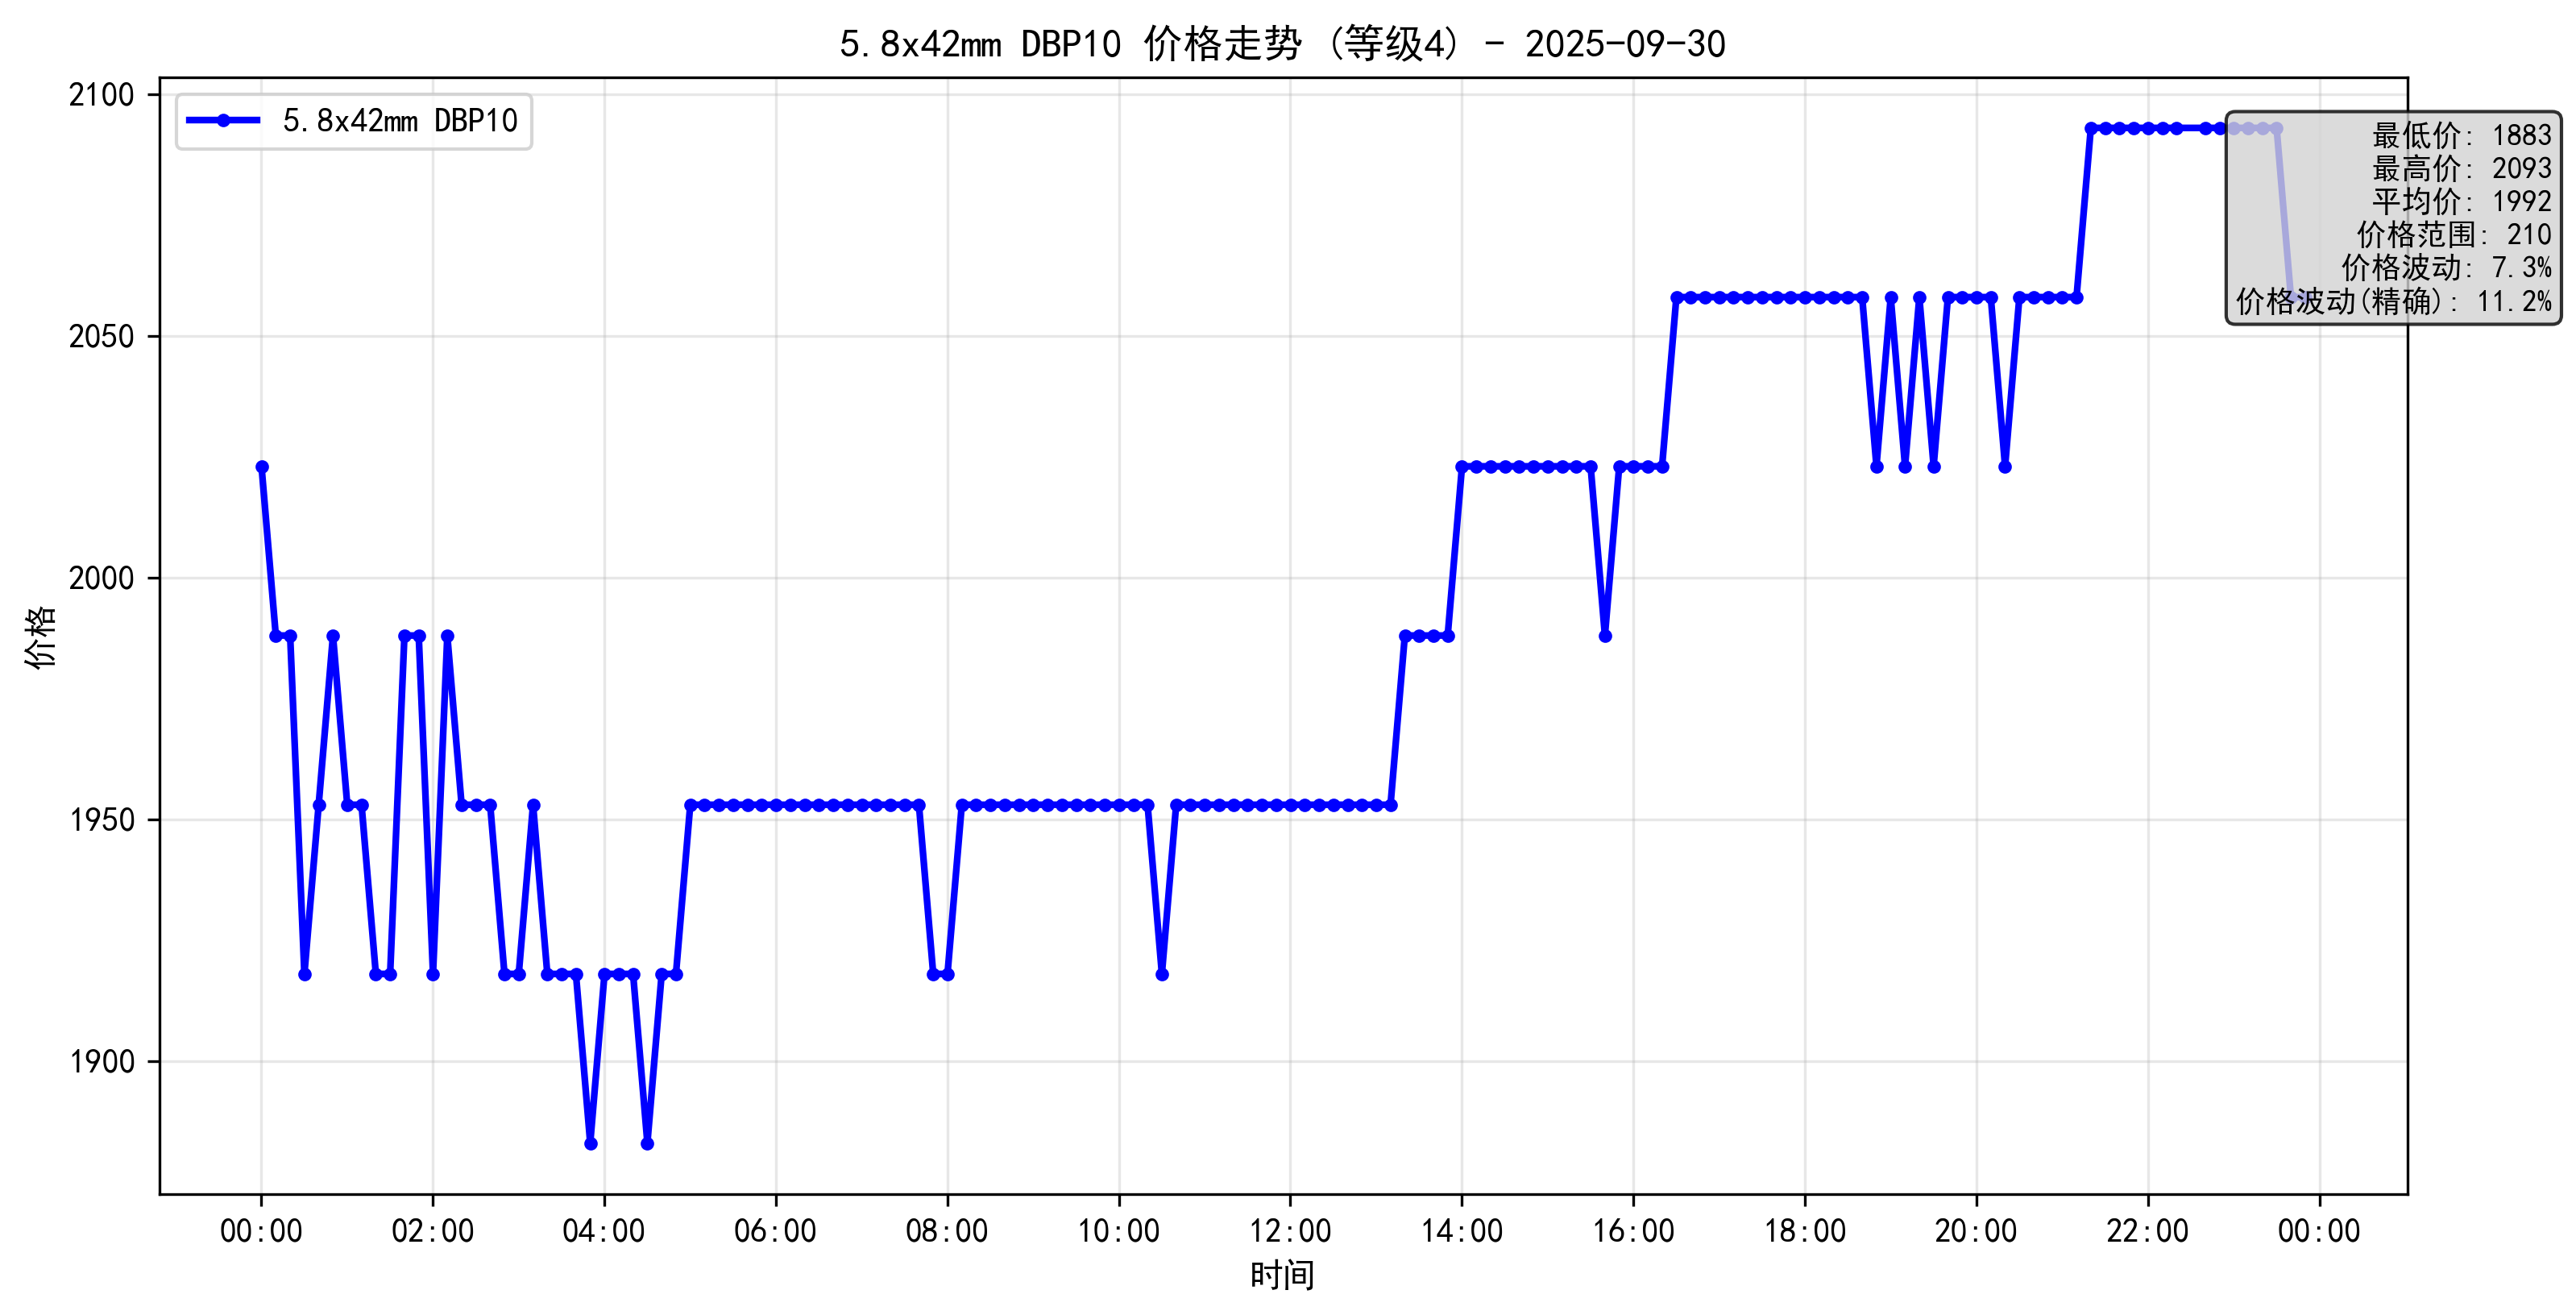 5.8x42mm DBP10 价格走势 (等级4) - 2025-09-30
2100
2050
2000
1950
1900
价格
5.8x42mm DBP10
最低价: 1883
最高价: 2093
平均价: 1992
价格范围: 210
价格波动: 7.3%
价格波动(精确): 11.2%
00:00 02:00 04:00 06:00 08:00 10:00 12:00 14:00 16:00 18:00 20:00 22:00 00:00
时间